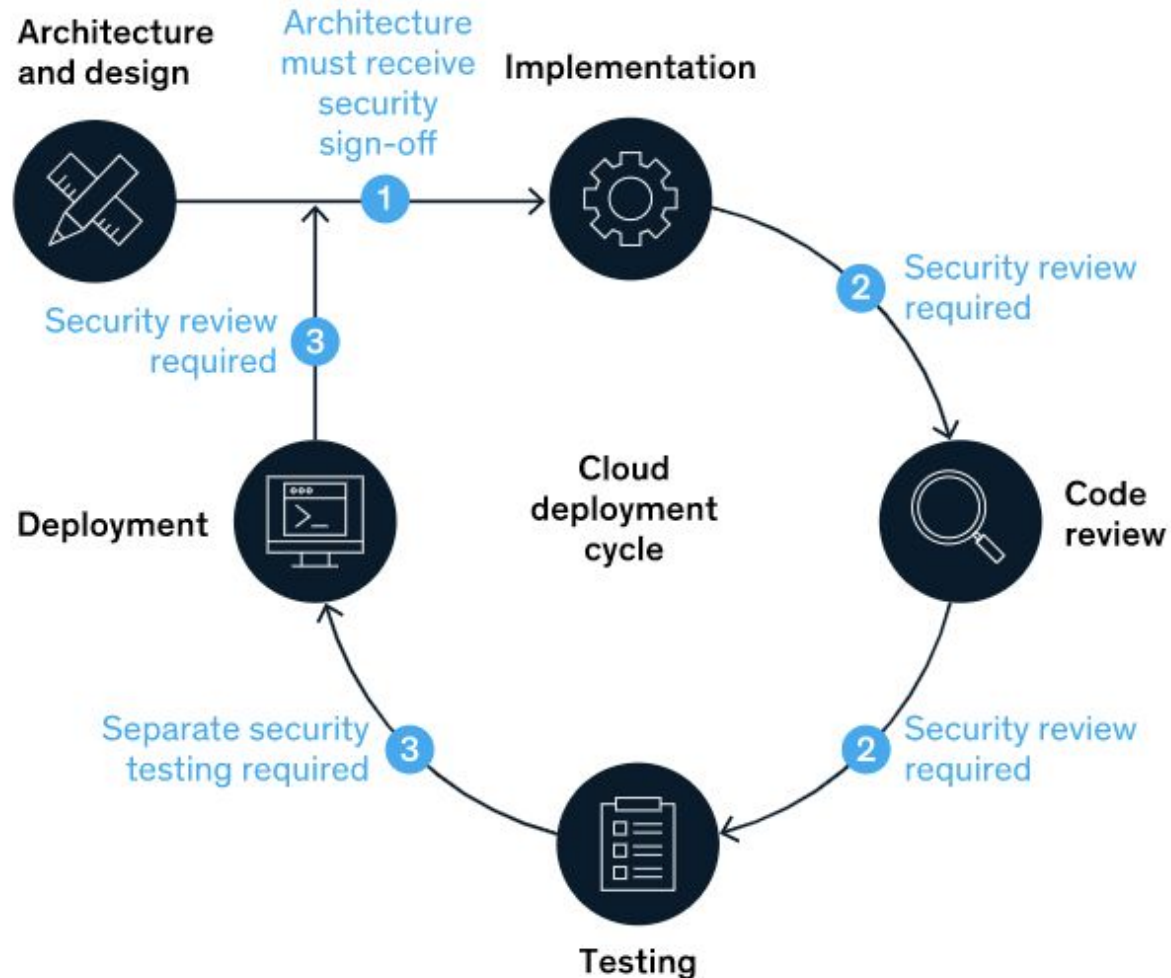 Architecture
and design
Architecture
must receive
security
sign-off
Implementation
1
2
Security review
required
Security review
required
3
Deployment
>_
Cloud
deployment
cycle
Code
review
Separate security
testing required
3
2
Security review
required
Testing